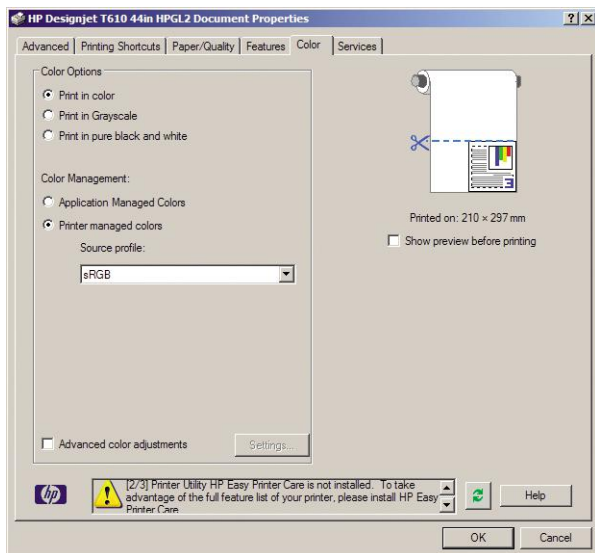 HP Designjet T610 44in HPGL2 Document Properties
Advanced Printing Shortcuts Paper/Quality Features Color Services
Color Options
Print in color
Print in Grayscale
Print in pure black and white
Color Management:
Application Managed Colors
Printer managed colors
Source profile:
sRGB
Advanced color adjustments
Settings...
3
Printed on: 210 × 297 mm
Show preview before printing
hp
[2/3] Printer Utility HP Easy Printer Care is not installed. To take
advantage of the full feature list of your printer, please install HP Easy
Printer Care
Help
OK Cancel